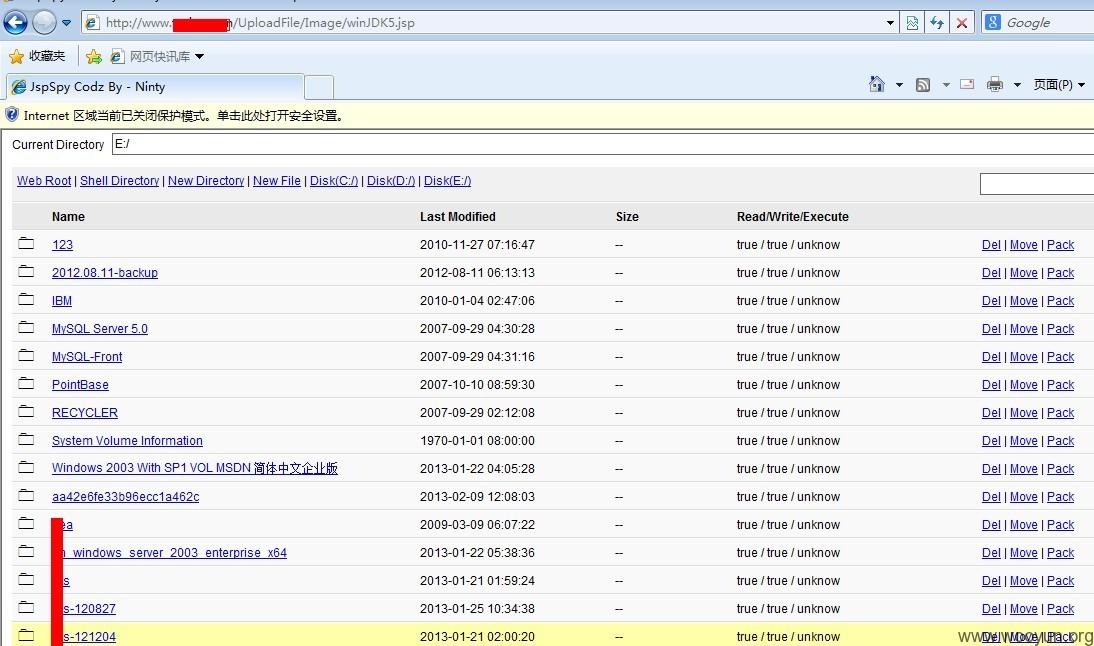 http://www. /UploadFile/Image/winJDK5.jsp Google
收藏夹 网页快讯库
JspSpy Codz By - Ninty 页面(P)
Internet 区域当前已关闭保护模式。单击此处打开安全设置。
Current Directory E:/
Web Root | Shell Directory | New Directory | New File | Disk(C:/) | Disk(D:/) | Disk(E:/)
Name Last Modified Size Read/Write/Execute
123 2010-11-27 07:16:47 -- true / true / unknow Del | Move | Pack
2012.08.11-backup 2012-08-11 06:13:13 -- true / true / unknow Del | Move | Pack
IBM 2010-01-04 02:47:06 -- true / true / unknow Del | Move | Pack
MySQL Server 5.0 2007-09-29 04:30:28 -- true / true / unknow Del | Move | Pack
MySQL-Front 2007-09-29 04:31:16 -- true / true / unknow Del | Move | Pack
PointBase 2007-10-10 08:59:30 -- true / true / unknow Del | Move | Pack
RECYCLER 2007-09-29 02:12:08 -- true / true / unknow Del | Move | Pack
System Volume Information 1970-01-01 08:00:00 -- true / true / unknow Del | Move | Pack
Windows 2003 With SP1 VOL MSDN 简体中文企业版 2013-01-22 04:05:28 -- true / true / unknow Del | Move | Pack
aa42e6fe33b96ecc1a462c 2013-02-09 12:08:03 -- true / true / unknow Del | Move | Pack
ea 2009-03-09 06:07:22 -- true / true / unknow Del | Move | Pack
n_windows_server_2003_enterprise_x64 2013-01-22 05:38:36 -- true / true / unknow Del | Move | Pack
s 2013-01-21 01:59:24 -- true / true / unknow Del | Move | Pack
s-120827 2013-01-25 10:34:38 -- true / true / unknow Del | Move | Pack
s-121204 2013-01-21 02:00:20 -- true / true / unknow Del | Move | Pack
www.wooyun.org